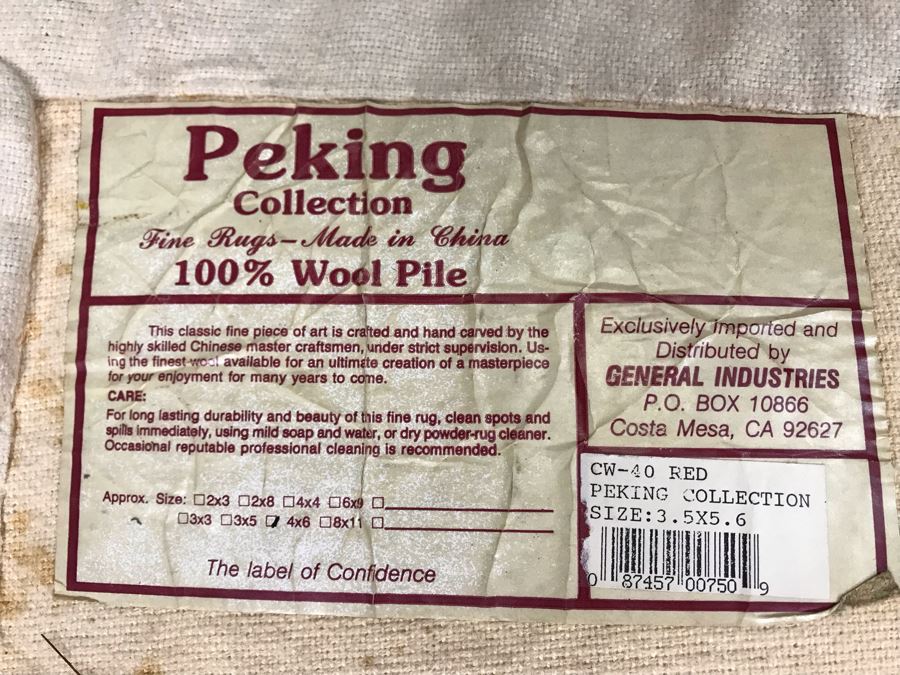 Peking
Collection
Fine Rugs–Made in China
100% Wool Pile
This classic fine piece of art is crafted and hand carved by the
highly skilled Chinese master craftsmen, under strict supervision. Us-
ing the finest wool available for an ultimate creation of a masterpiece
for your enjoyment for many years to come.
CARE:
For long lasting durability and beauty of this fine rug, clean spots and
spills immediately, using mild soap and water, or dry powder-rug cleaner.
Occasional reputable professional cleaning is recommended.
Approx. Size: ☐2x3 ☐2x8 ☐4x4 ☐6x9 ☐
☐3x3 ☐3x5 ☑ 4x6 ☐8x11 ☐
The label of Confidence
Exclusively Imported and
Distributed by
GENERAL INDUSTRIES
P.O. BOX 10866
Costa Mesa, CA 92627
CW-40 RED
PEKING COLLECTION
SIZE:3.5X5.6
0 87457 00750 9